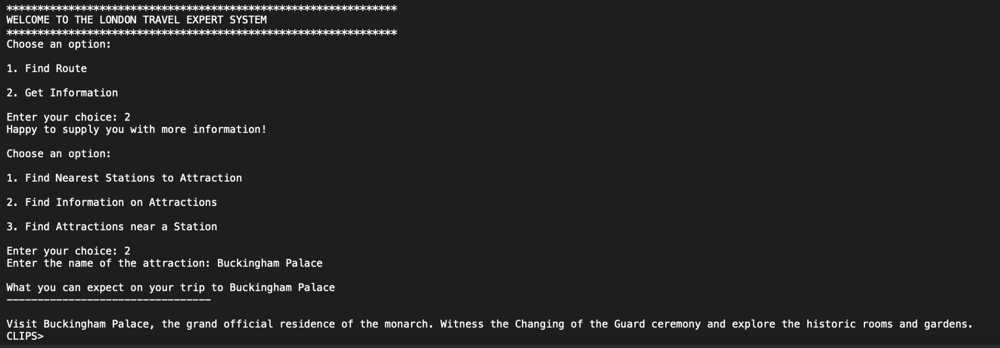 ***************************************************************
WELCOME TO THE LONDON TRAVEL EXPERT SYSTEM
***************************************************************
Choose an option:
1. Find Route
2. Get Information
Enter your choice: 2
Happy to supply you with more information!
Choose an option:
1. Find Nearest Stations to Attraction
2. Find Information on Attractions
3. Find Attractions near a Station
Enter your choice: 2
Enter the name of the attraction: Buckingham Palace
What you can expect on your trip to Buckingham Palace
---------------------------------
Visit Buckingham Palace, the grand official residence of the monarch. Witness the Changing of the Guard ceremony and explore the historic rooms and gardens.
CLIPS>